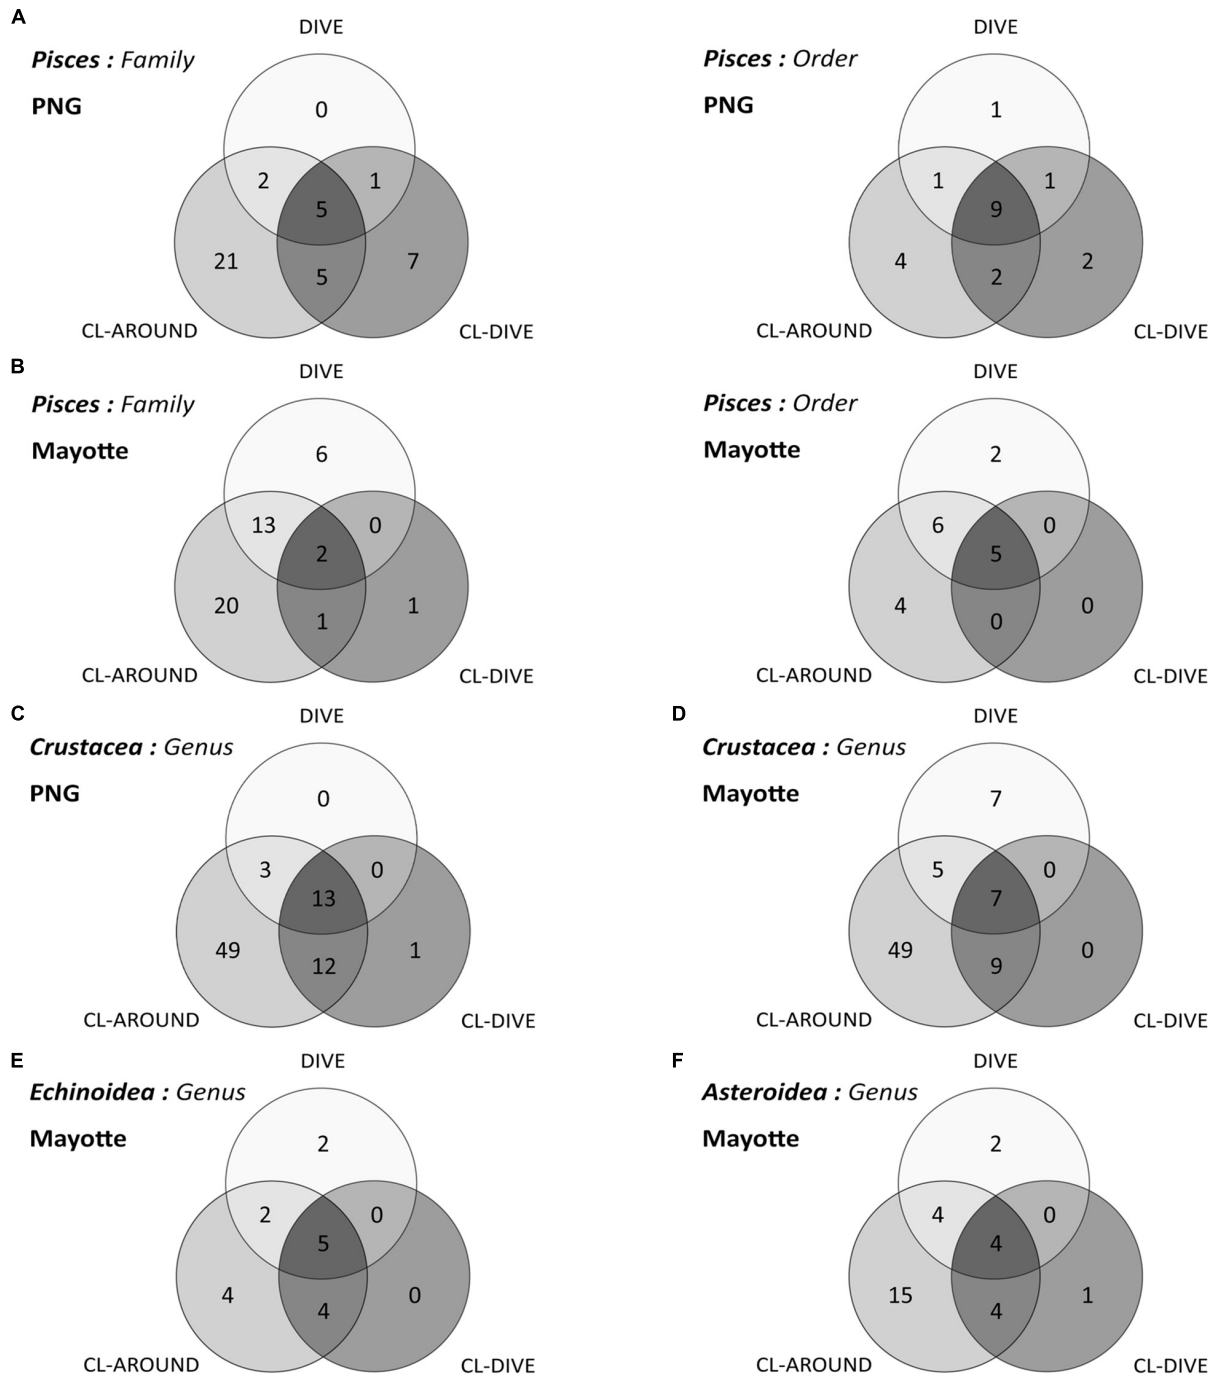 A
DIVE
Pisces : Family
PNG
0
2
1
5
21
5
7
CL-AROUND
CL-DIVE
DIVE
Pisces : Order
PNG
1
1
1
9
4
2
2
CL-AROUND
CL-DIVE
B
DIVE
Pisces : Family
Mayotte
6
13
0
2
20
1
1
CL-AROUND
CL-DIVE
DIVE
Pisces : Order
Mayotte
2
6
0
5
4
0
0
CL-AROUND
CL-DIVE
C
DIVE
Crustacea : Genus
PNG
0
3
0
13
49
12
1
CL-AROUND
CL-DIVE
D
DIVE
Crustacea : Genus
Mayotte
7
5
0
7
49
9
0
CL-AROUND
CL-DIVE
E
DIVE
Echinoidea : Genus
Mayotte
2
2
0
5
4
4
0
CL-AROUND
CL-DIVE
F
DIVE
Asteroidea : Genus
Mayotte
2
4
0
4
15
4
1
CL-AROUND
CL-DIVE